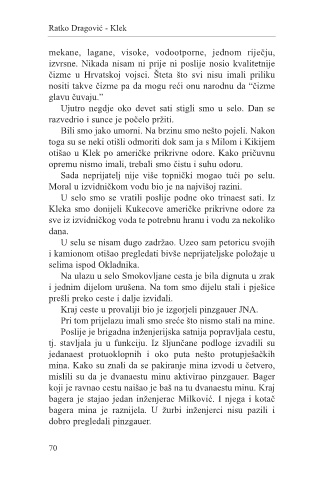 Ratko Dragović - Klek
mekane, lagane, visoke, vodootporne, jednom riječju,
izvrsne. Nikada nisam ni prije ni poslije nosio kvalitetnije
čizme u Hrvatskoj vojsci. Šteta što svi nisu imali priliku
nositi takve čizme pa da mogu reći onu narodnu da “čizme
glavu čuvaju.”
Ujutro negdje oko devet sati stigli smo u selo. Dan se
razvedrio i sunce je počelo pržiti.
Bili smo jako umorni. Na brzinu smo nešto pojeli. Nakon
toga su se neki otišli odmoriti dok sam ja s Milom i Kikijem
otišao u Klek po američke prikrivne odore. Kako pričuvnu
opremu nismo imali, trebali smo čistu i suhu odoru.
Sada neprijatelj nije više topnički mogao tući po selu.
Moral u izvidničkom vodu bio je na najvišoj razini.
U selo smo se vratili poslije podne oko trinaest sati. Iz
Kleka smo donijeli Kukecove američke prikrivne odore za
sve iz izvidničkog voda te potrebnu hranu i vodu za nekoliko
dana.
U selu se nisam dugo zadržao. Uzeo sam petoricu svojih
i kamionom otišao pregledati bivše neprijateljske položaje u
selima ispod Okladnika.
Na ulazu u selo Smokovljane cesta je bila dignuta u zrak
i jednim dijelom urušena. Na tom smo dijelu stali i pješice
prešli preko ceste i dalje izvidali.
Kraj ceste u provaliji bio je izgorjeli pinzgauer JNA.
Pri tom prijelazu imali smo sreće što nismo stali na mine.
Poslije je brigadna inženjerijska satnija popravljala cestu,
tj. stavljala ju u funkciju. Iz šljunčane podloge izvadili su
jedanaest protuoklopnih i oko puta nešto protupješačkih
mina. Kako su znali da se pakiranje mina izvodi u četvero,
mislili su da je dvanaestu minu aktivirao pinzgauer. Bager
koji je ravnao cestu naišao je baš na tu dvanaestu minu. Kraj
bagera je stajao jedan inženjerac Milković. I njega i kotač
bagera mina je raznijela. U žurbi inženjerci nisu pazili i
dobro pregledali pinzgauer.
70